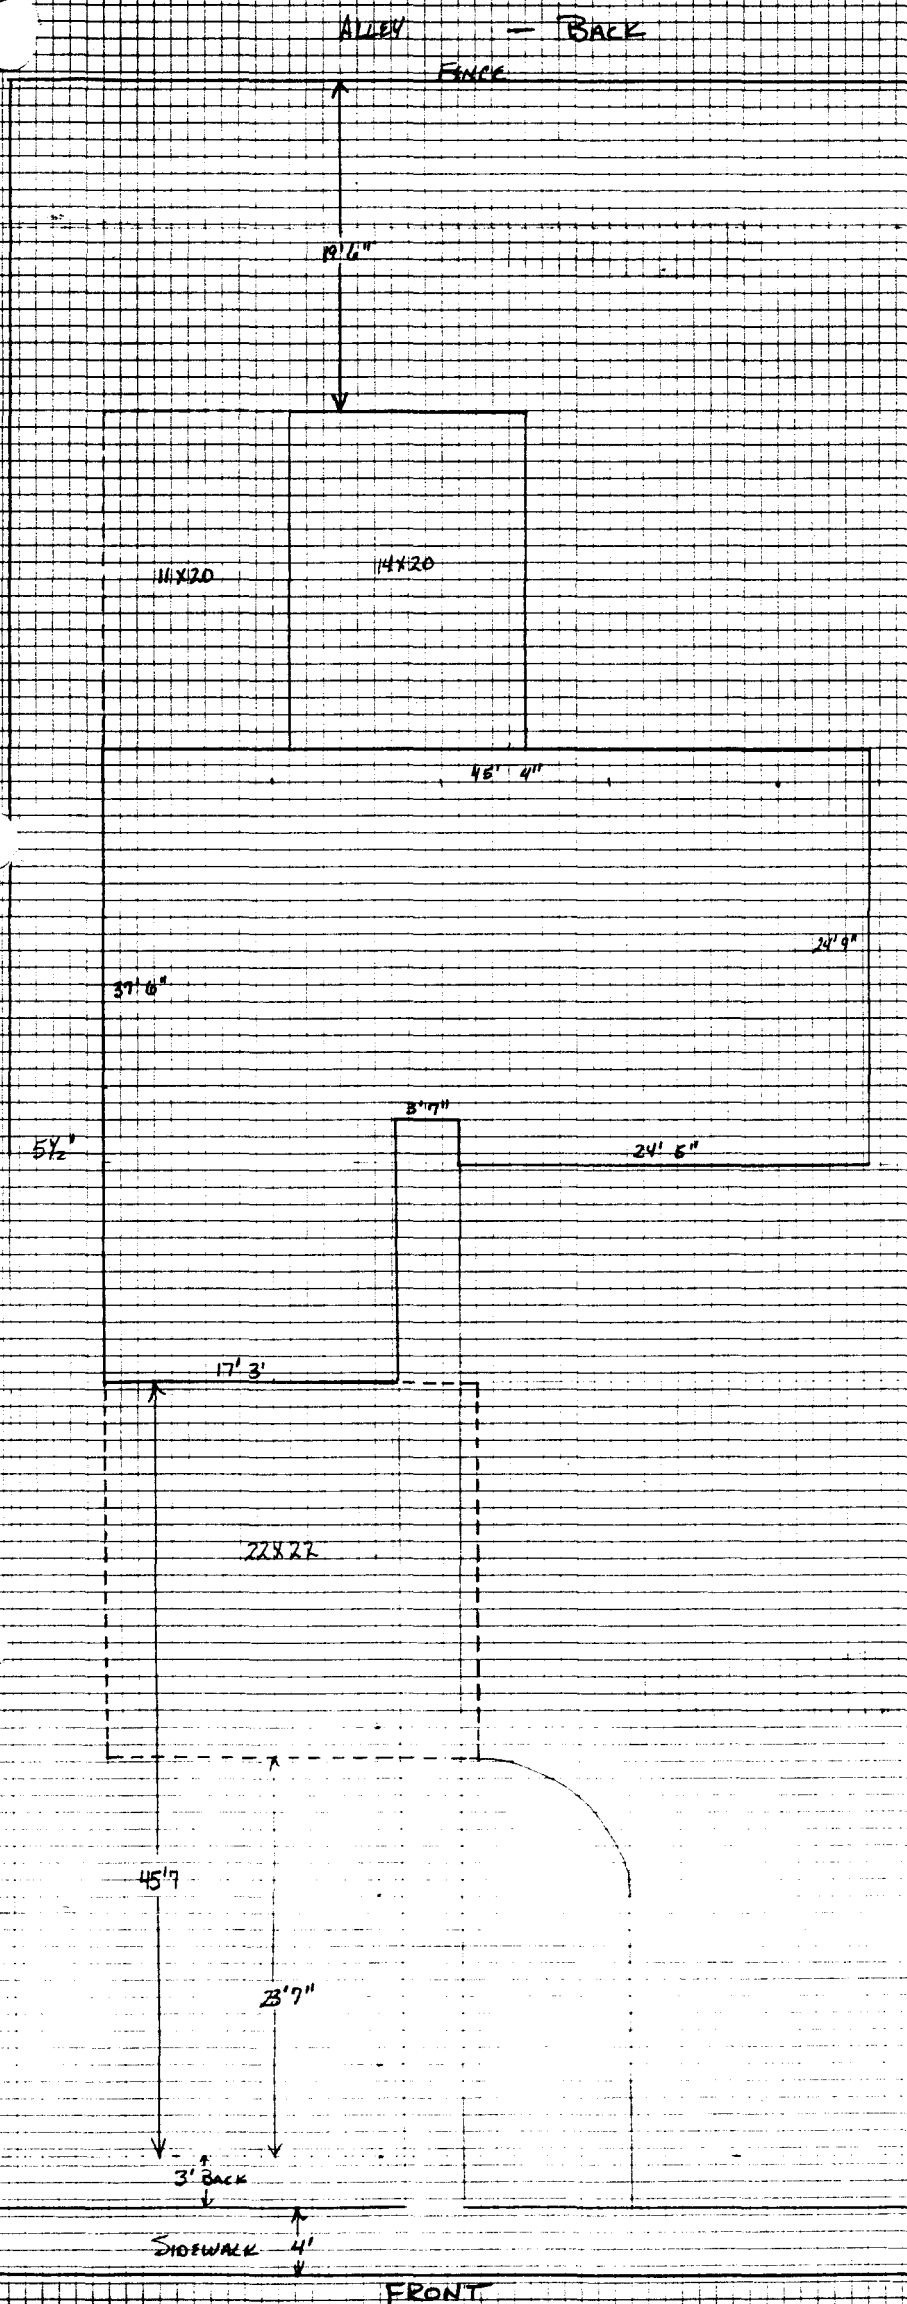 ALLEY — BACK
FENCE
19'6"
11X20
14X20
45' 4"
24'9"
37'6"
3'7"
5½"
24' 5"
17' 3'
22X22
45'7
23'7"
3' BACK
SIDEWALK 4'
FRONT